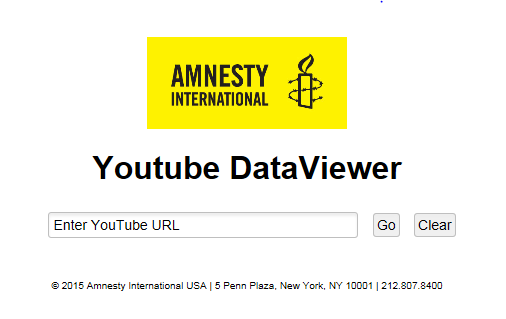 AMNESTY
INTERNATIONAL
Youtube DataViewer
Enter YouTube URL Go Clear
© 2015 Amnesty International USA | 5 Penn Plaza, New York, NY 10001 | 212.807.8400